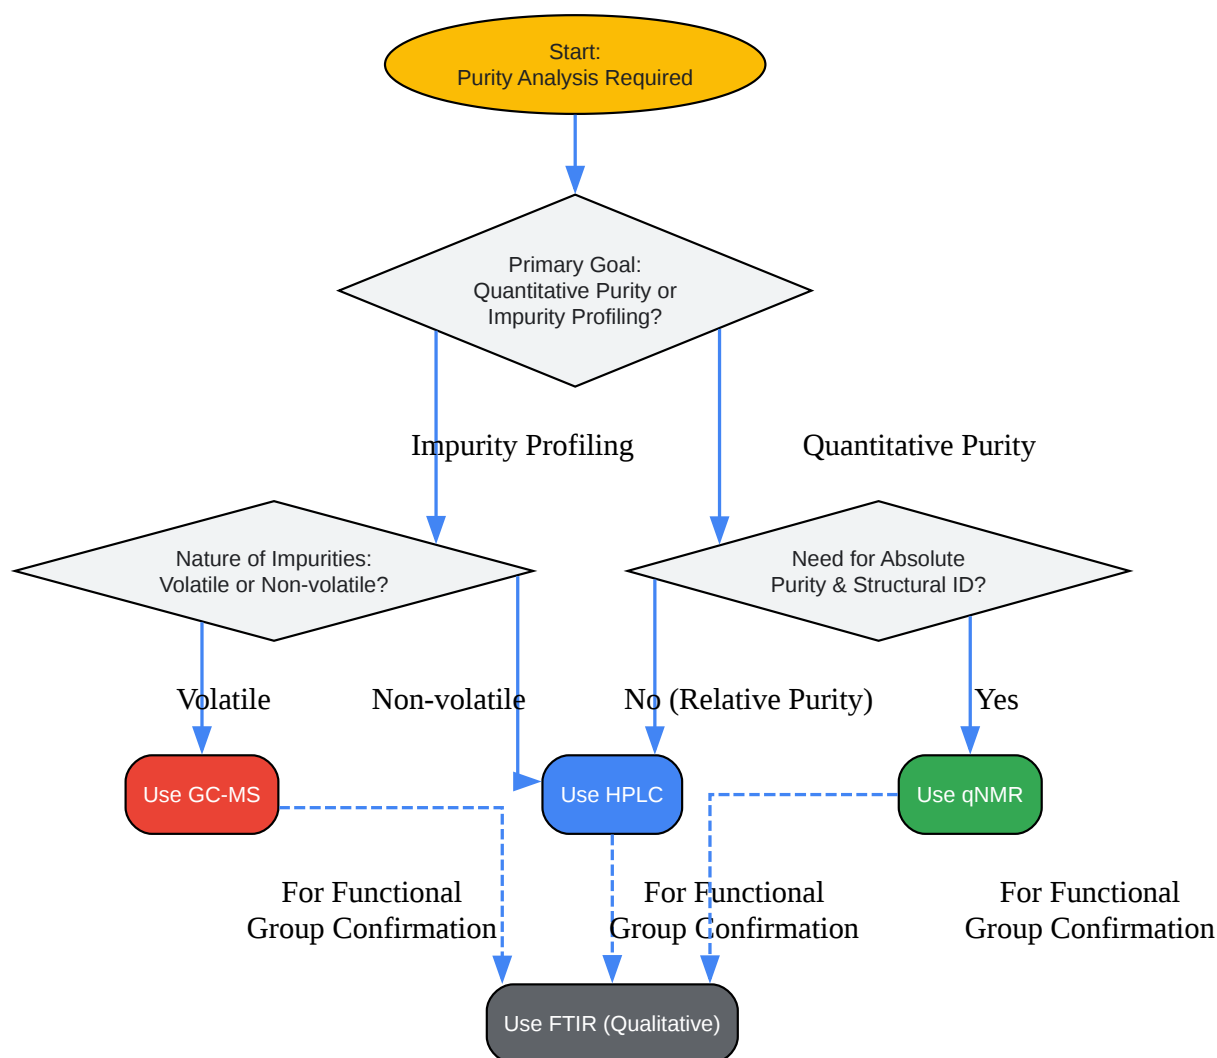 Start:
Purity Analysis Required
Primary Goal:
Quantitative Purity or
Impurity Profiling?
Impurity Profiling
Quantitative Purity
Nature of Impurities:
Volatile or Non-volatile?
Need for Absolute
Purity & Structural ID?
Volatile
Non-volatile
No (Relative Purity)
Yes
Use GC-MS
Use HPLC
Use qNMR
For Functional
Group Confirmation
For Functional
Group Confirmation
For Functional
Group Confirmation
Use FTIR (Qualitative)